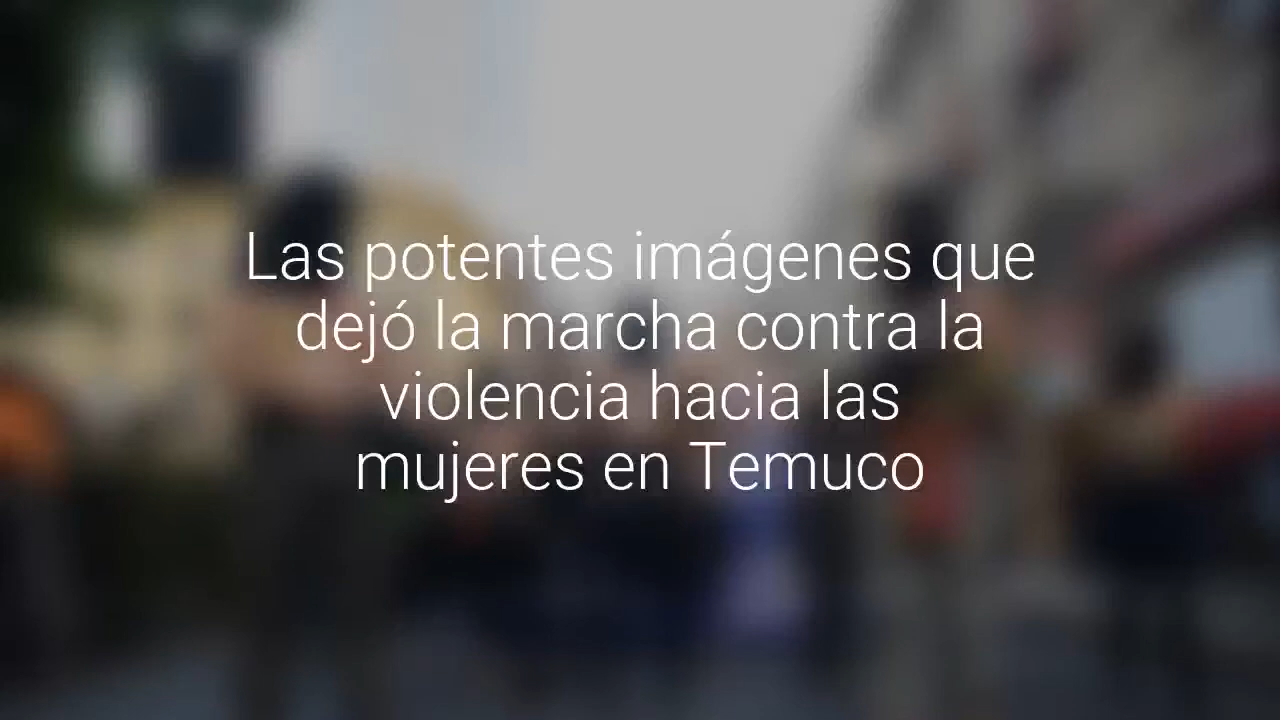 Las potentes imágenes que
dejó la marcha contra la
violencia hacia las
mujeres en Temuco